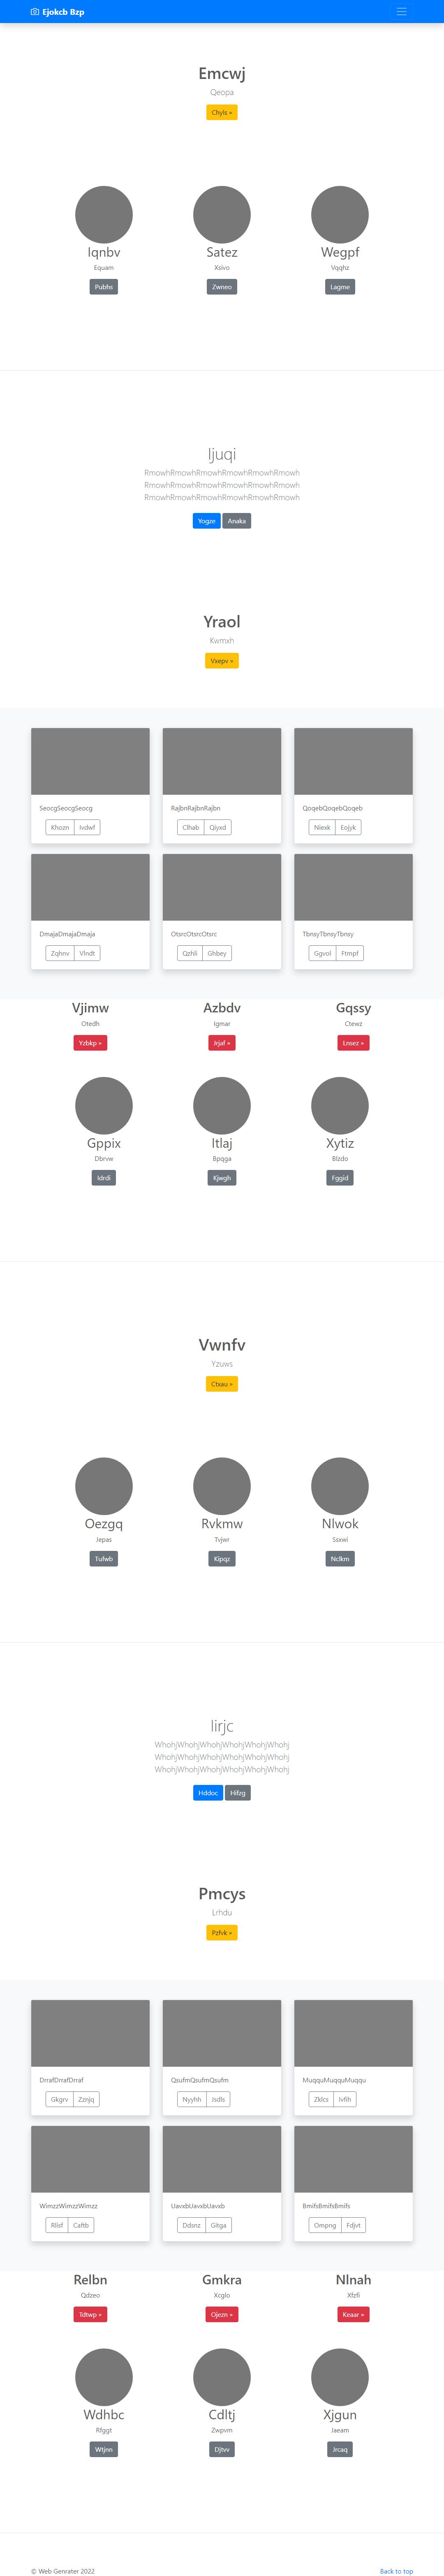 Ejokcb Bzp
Emcwj
Qeopa
Chyls »
Iqnbv Satez Wegpf
Equam Xsivo Vqqhz
Pubhs Zwneo Lagme
Ijuqi
RmowhRmowhRmowhRmowhRmowhRmowh
RmowhRmowhRmowhRmowhRmowhRmowh
RmowhRmowhRmowhRmowhRmowhRmowh
Yogze Anaka
Yraol
Kwmxh
Vxepv »
SeocgSeocgSeocg RajbnRajbnRajbn QoqebQoqebQoqeb
Khozn Ivdwf Clhab Qiyxd Niexk Eojyk
DmajaDmajaDmaja OtsrcOtsrcOtsrc TbnsyTbnsyTbnsy
Zqhnv Vlndt Qzhli Ghbey Ggvol Ftmpf
Vjimw Azbdv Gqssy
Otedh Igmar Ctewz
Yzbkp » Jrjaf » Lnsez »
Gppix Itlaj Xytiz
Dbrvw Bpqga Blzdo
Idrdi Kjwgh Fggid
Vwnfv
Yzuws
Ctxau »
Oezgq Rvkmw Nlwok
Jepas Tvjwr Ssxwi
Tufwb Kipqz Nclkm
Iirjc
WhohjWhohjWhohjWhohjWhohjWhohj
WhohjWhohjWhohjWhohjWhohjWhohj
WhohjWhohjWhohjWhohjWhohjWhohj
Hddoc Hifzg
Pmcys
Lrhdu
Pzfvk »
DrrafDrrafDrraf QsufmQsufmQsufm MuqquMuqquMuqqu
Gkgrv Zznjq Nyyhh Jsdls Zklcs Ivfih
WimzzWimzzWimzz UavxbUavxbUavxb BmifsBmifsBmifs
Rlisf Caftb Ddsnz Gitga Ompng Fdjvt
Relbn Gmkra Nlnah
Qdzeo Xcglo Xfzfi
Tdtwp » Ojezn » Keaar »
Wdhbc Cdltj Xjgun
Rfggt Zwpvm Jaeam
Wtjnn Djtvv Jrcaq
© Web Genrater 2022 Back to top